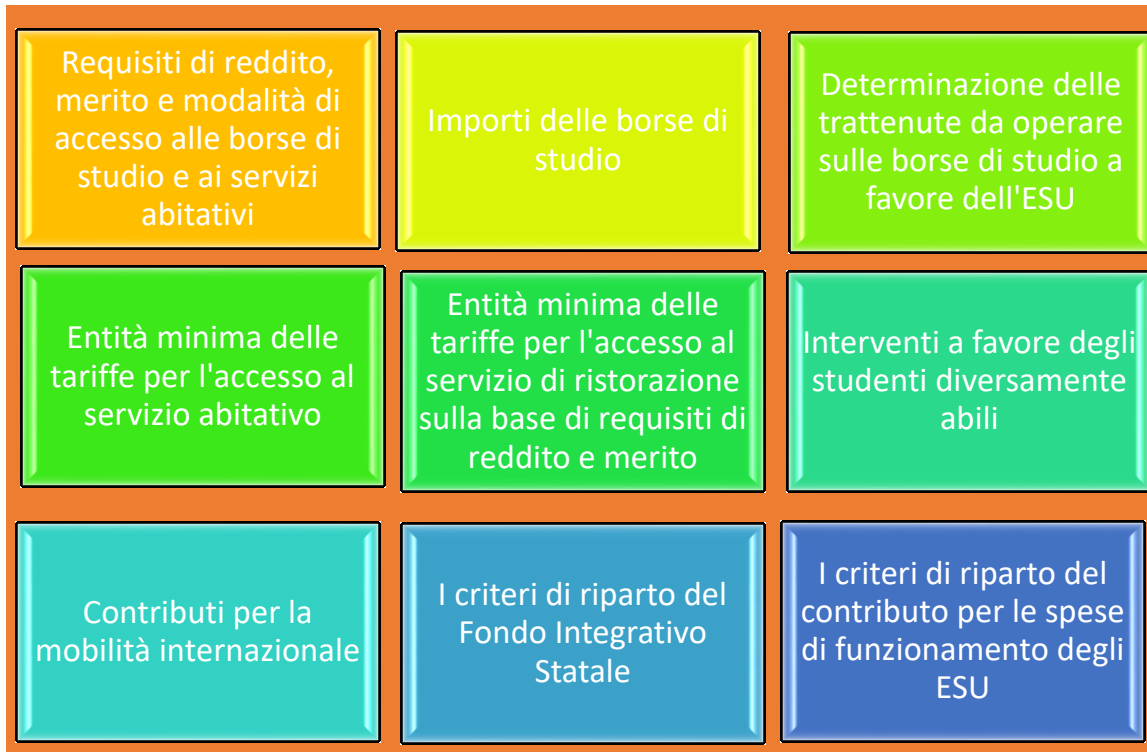 Requisiti di reddito,
merito e modalità di
accesso alle borse di
studio e ai servizi
abitativi
Importi delle borse di
studio
Determinazione delle
trattenute da operare
sulle borse di studio a
favore dell'ESU
Entità minima delle
tariffe per l'accesso al
servizio abitativo
Entità minima delle
tariffe per l'accesso al
servizio di ristorazione
sulla base di requisiti di
reddito e merito
Interventi a favore degli
studenti diversamente
abili
Contributi per la
mobilità internazionale
I criteri di riparto del
Fondo Integrativo
Statale
I criteri di riparto del
contributo per le spese
di funzionamento degli
ESU